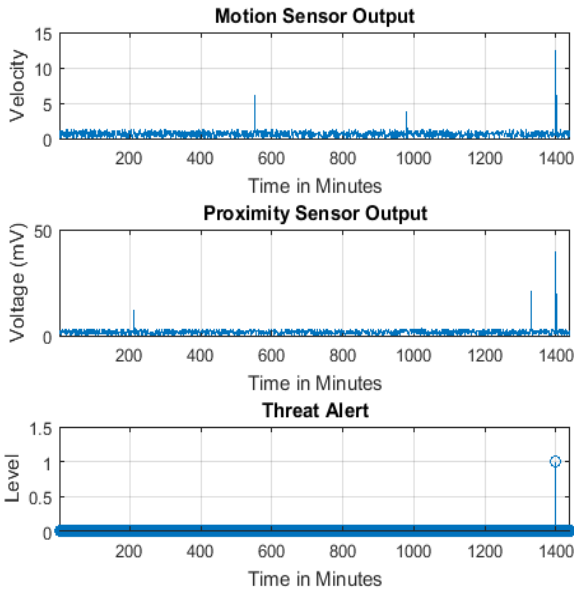 Motion Sensor Output
15
10
5
0
Velocity
200 400 600 800 1000 1200 1400
Time in Minutes
Proximity Sensor Output
50
0
Voltage (mV)
200 400 600 800 1000 1200 1400
Time in Minutes
Threat Alert
1.5
1
0.5
0
Level
200 400 600 800 1000 1200 1400
Time in Minutes